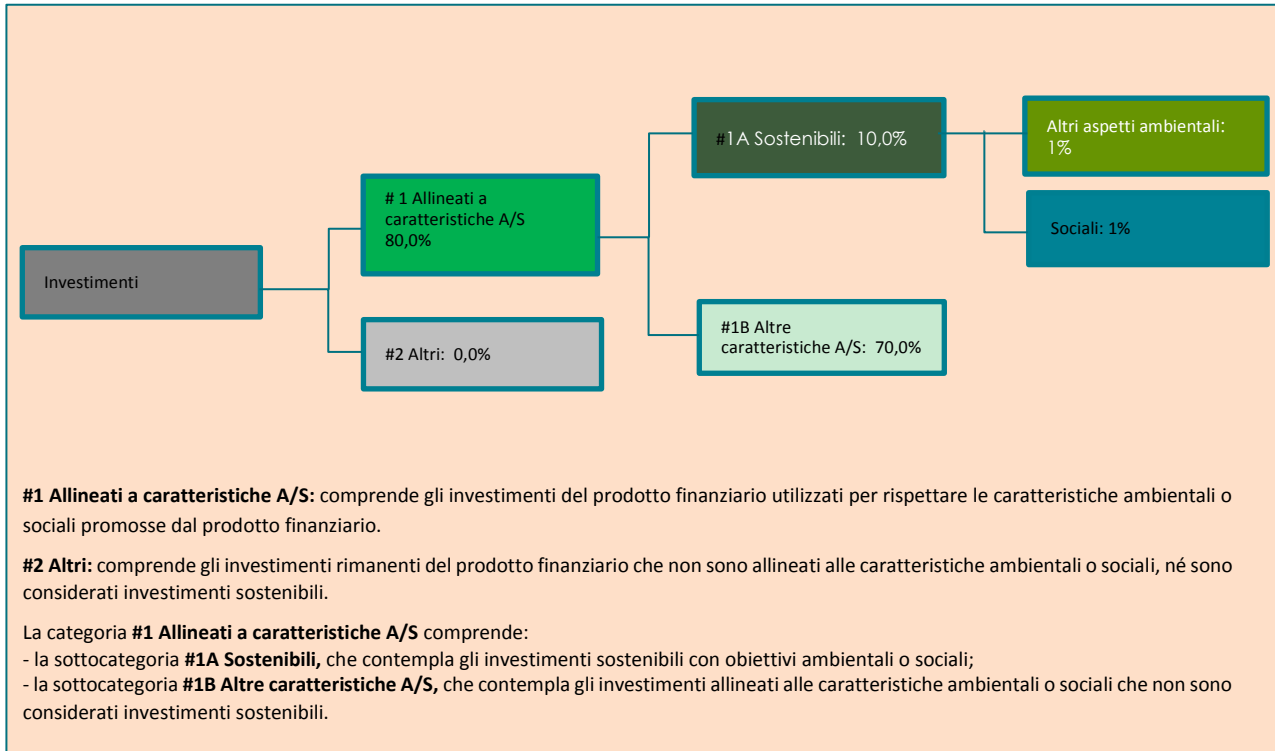 #1A Sostenibili: 10,0%
Altri aspetti ambientali:
1%
# 1 Allineati a
caratteristiche A/S
80,0%
Sociali: 1%
Investimenti
#1B Altre
caratteristiche A/S: 70,0%
#2 Altri: 0,0%
#1 Allineati a caratteristiche A/S: comprende gli investimenti del prodotto finanziario utilizzati per rispettare le caratteristiche ambientali o
sociali promosse dal prodotto finanziario.
#2 Altri: comprende gli investimenti rimanenti del prodotto finanziario che non sono allineati alle caratteristiche ambientali o sociali, né sono
considerati investimenti sostenibili.
La categoria #1 Allineati a caratteristiche A/S comprende:
- la sottocategoria #1A Sostenibili, che contempla gli investimenti sostenibili con obiettivi ambientali o sociali;
- la sottocategoria #1B Altre caratteristiche A/S, che contempla gli investimenti allineati alle caratteristiche ambientali o sociali che non sono
considerati investimenti sostenibili.